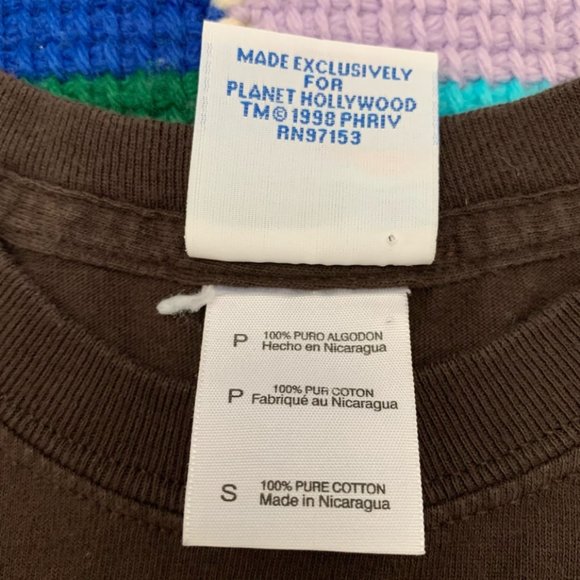 MADE EXCLUSIVELY
FOR
PLANET HOLLYWOOD
TM©1998 PHRIV
RN97153
P 100% PURO ALGODON
Hecho en Nicaragua
P 100% PUR COTON
Fabriqué au Nicaragua
S 100% PURE COTTON
Made in Nicaragua